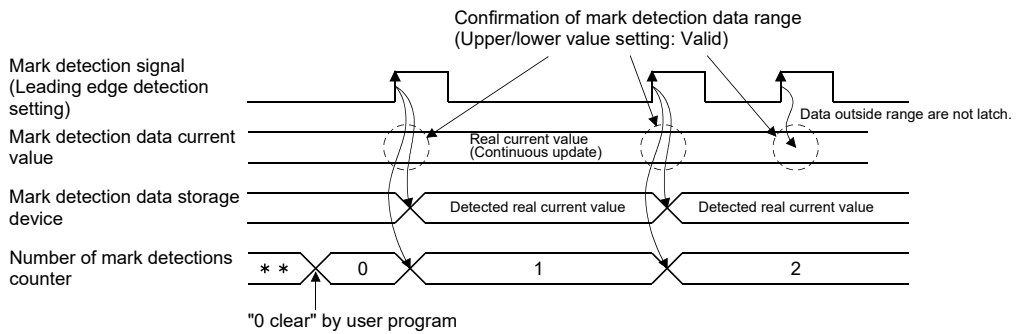 Confirmation of mark detection data range
(Upper/lower value setting: Valid)
Mark detection signal
(Leading edge detection
setting)
Data outside range are not latch.
Mark detection data current
value
Real current value
(Continuous update)
Mark detection data storage
device
Detected real current value
Detected real current value
Number of mark detections
counter
* *
0
1
2
"0 clear" by user program